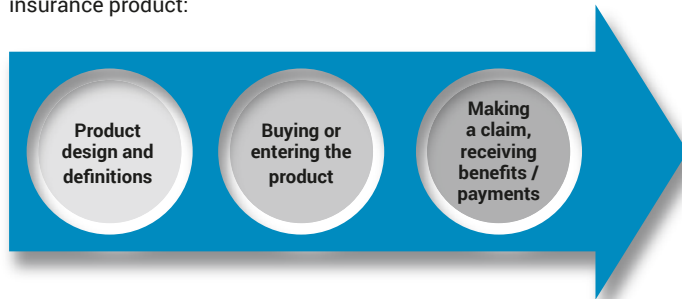 insurance product:
Product
design and
definitions
Buying or
entering the
product
Making
a claim,
receiving
benefits /
payments